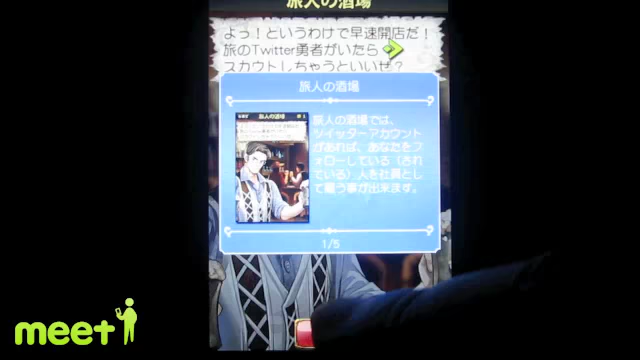 旅人の酒場
よっ！というわけで早速開店だ！
旅のTwitter勇者がいたら
スカウトしちゃうといいぜ？
旅人の酒場
旅人の酒場では、
ツイッターアカウント
があれば、あなたをフ
ォローしている（され
ている）人を社員とし
て雇う事が出来ます。
1/5
meet i